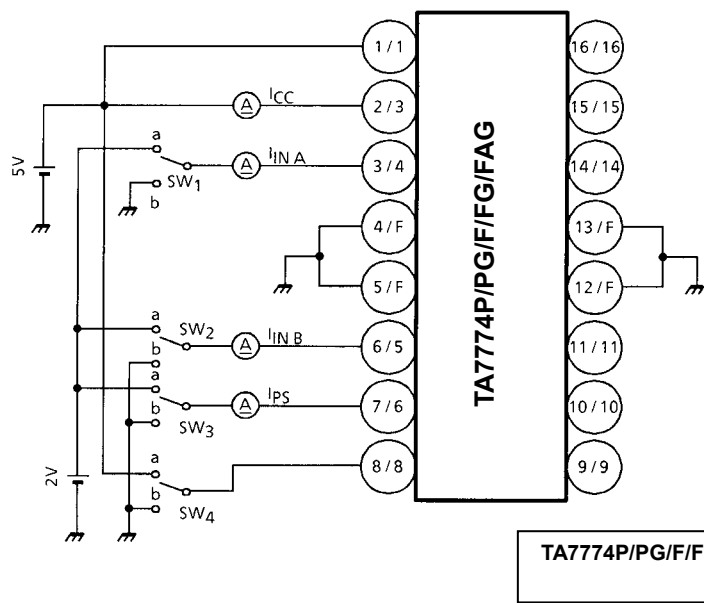 1 / 1
16 / 16
ICC
A
2 / 3
15 / 15
5V
a
IIN A
A
3 / 4
14 / 14
SW1
b
4 / F
13 / F
5 / F
12 / F
a
SW2
IIN B
A
6 / 5
11 / 11
b
a
IPS
A
7 / 6
10 / 10
b
SW3
2V
a
8 / 8
9 / 9
b
SW4
TA7774P/PG/F/FG/FAG
TA7774P/PG/F/F